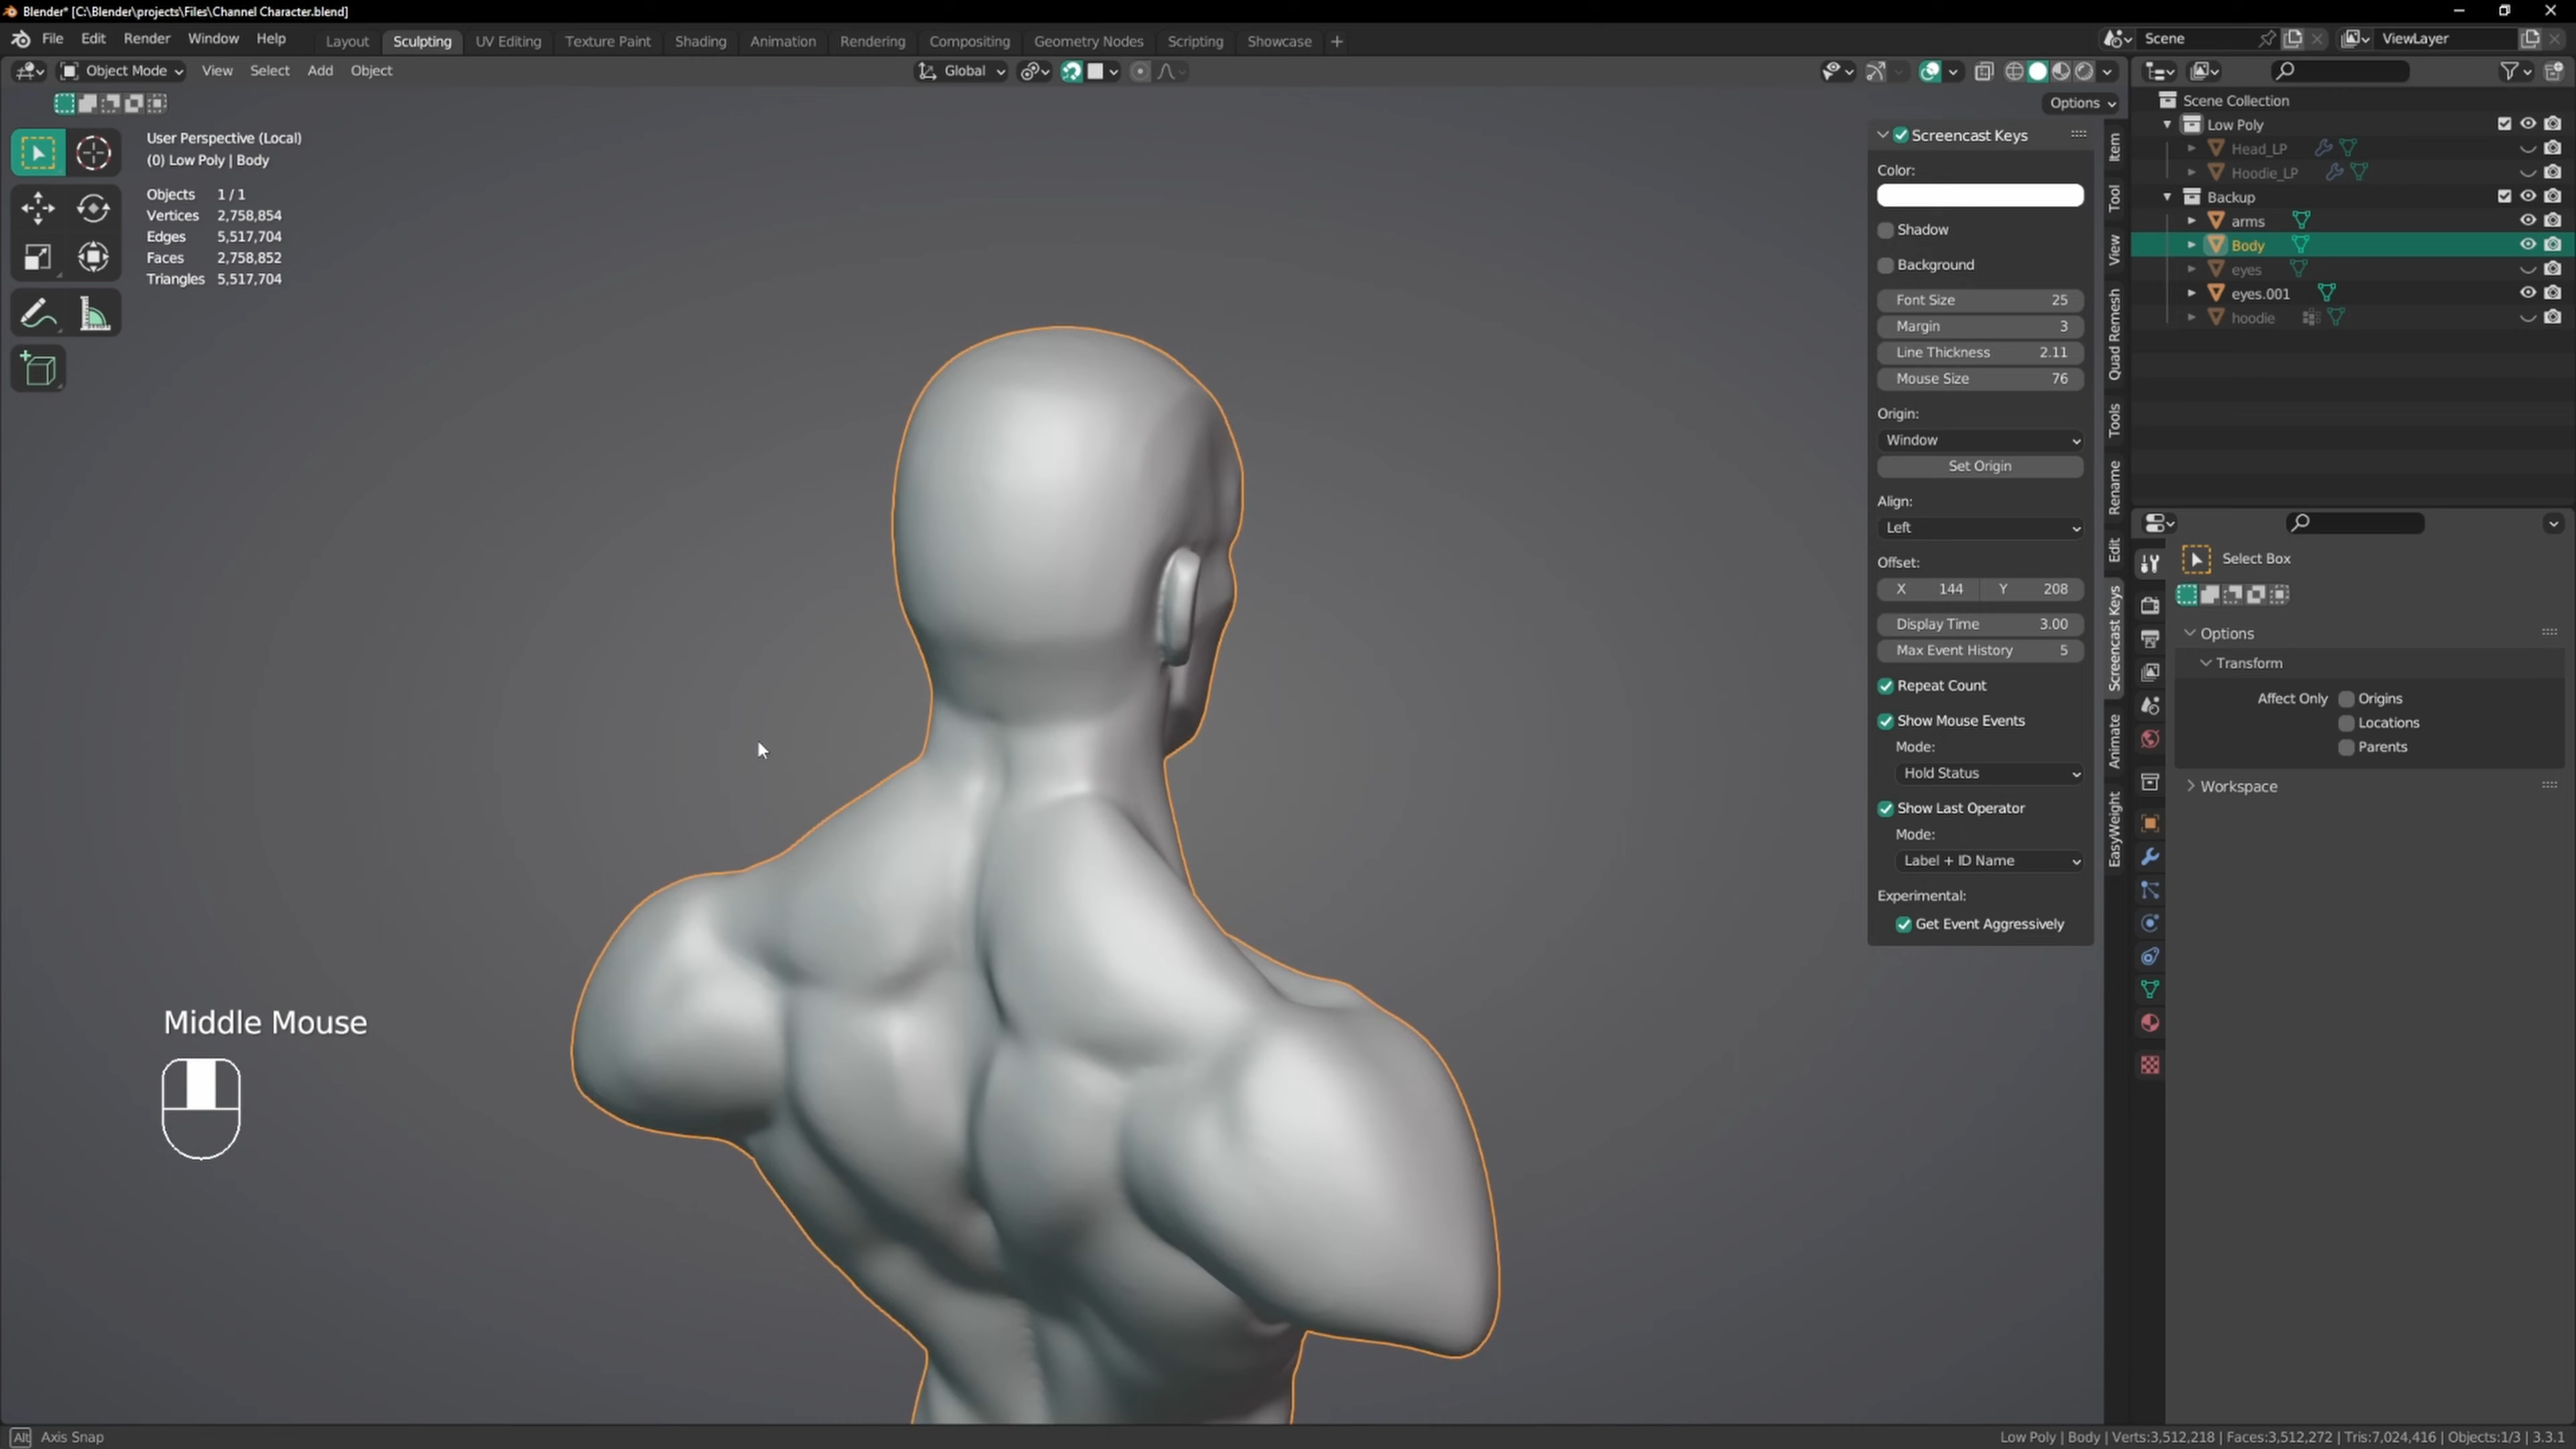 Blender* [C:\Blender\projects\Files\Channel Character.blend]
File Edit Render Window Help Layout Sculpting UV Editing Texture Paint Shading Animation Rendering Compositing Geometry Nodes Scripting Showcase + Scene ViewLayer
Object Mode View Select Add Object Global
Options
User Perspective (Local)
(0) Low Poly | Body
Objects 1 / 1
Vertices 2,758,854
Edges 5,517,704
Faces 2,758,852
Triangles 5,517,704
Middle Mouse
Screencast Keys
Color:
Shadow
Background
Font Size 25
Margin 3
Line Thickness 2.11
Mouse Size 76
Origin:
Window
Set Origin
Align:
Left
Offset:
X 144 Y 208
Display Time 3.00
Max Event History 5
Repeat Count
Show Mouse Events
Mode:
Hold Status
Show Last Operator
Mode:
Label + ID Name
Experimental:
Get Event Aggressively
Item
Tool
View
Quad Remesh
Tools
Rename
Edit
Screencast Keys
Animate
EasyWeight
Scene Collection
Low Poly
Head_LP
Hoodie_LP
Backup
arms
Body
eyes
eyes.001
hoodie
Select Box
Options
Transform
Affect Only Origins
Locations
Parents
Workspace
Alt Axis Snap
Low Poly | Body | Verts:3,512,218 | Faces:3,512,272 | Tris:7,024,416 | Objects:1/3 | 3.3.1